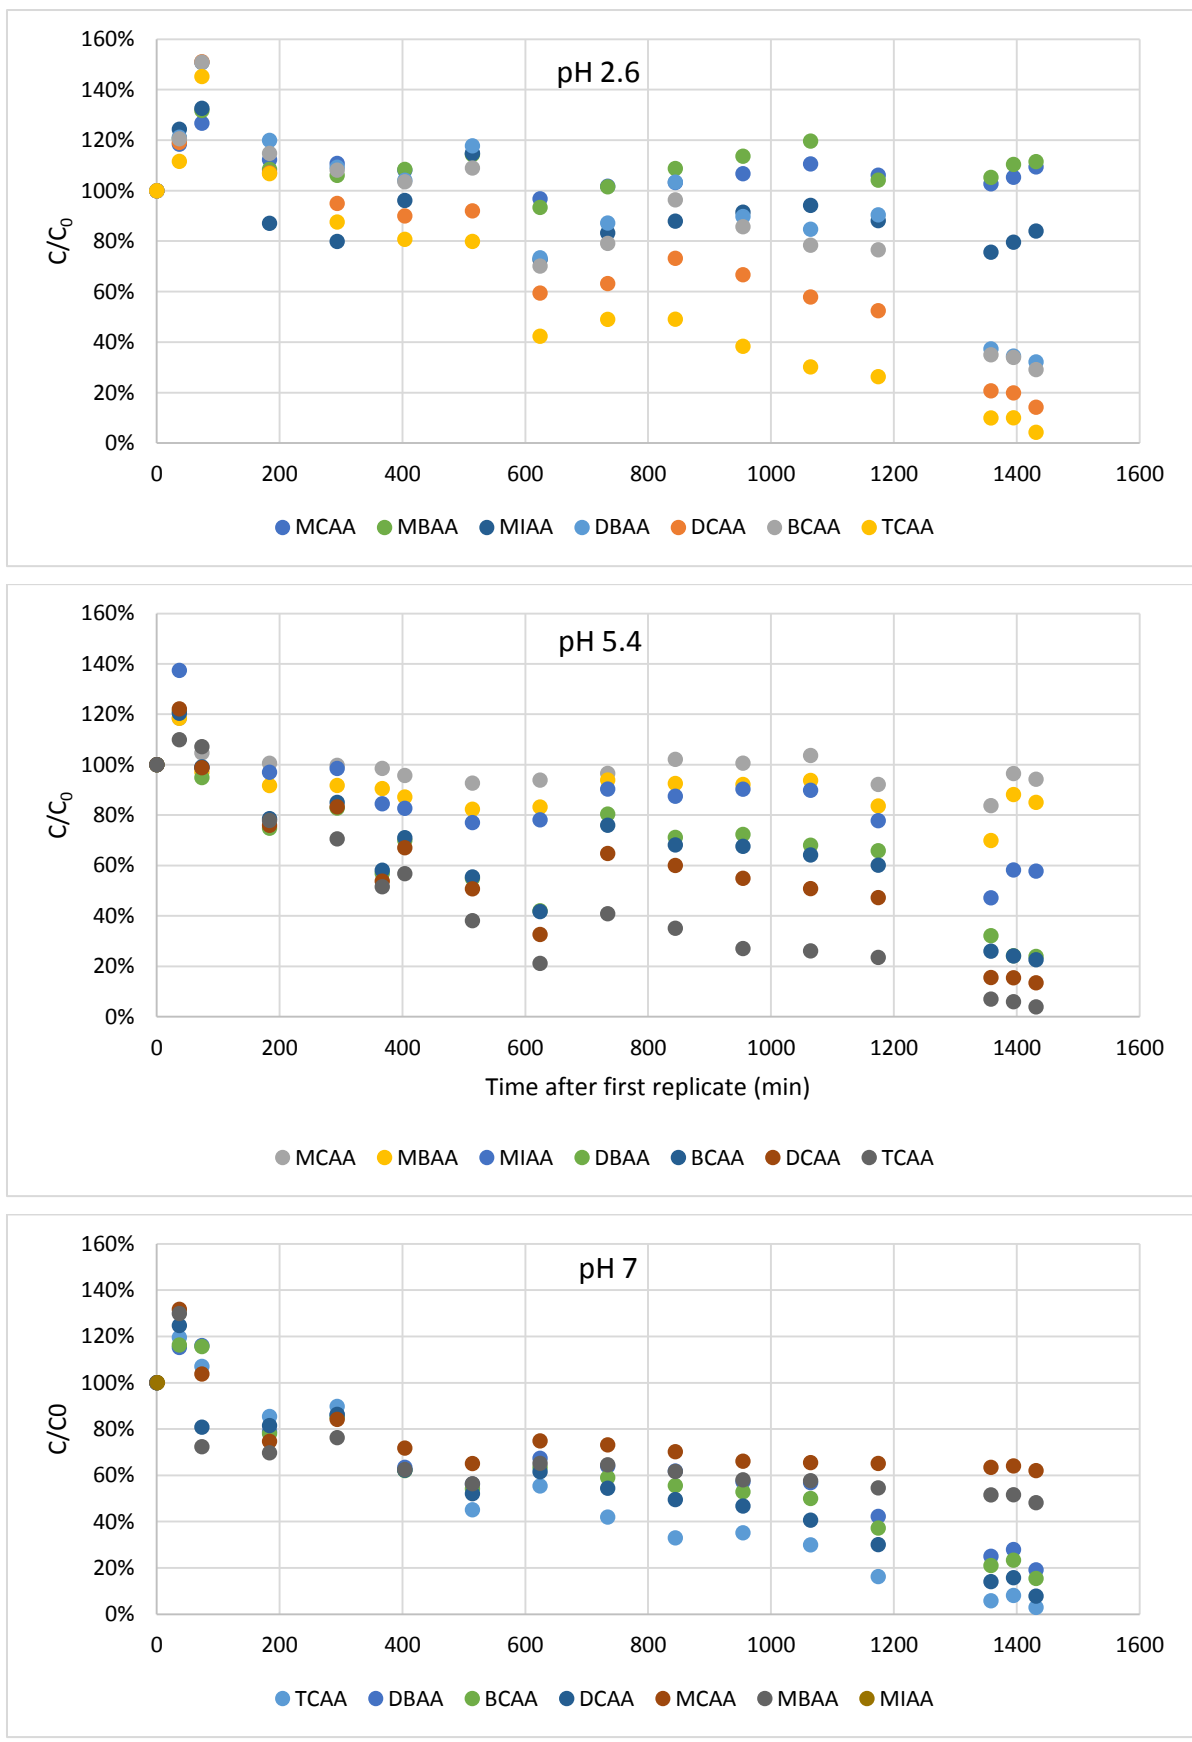 160%
pH 2.6
140%
120%
100%
80%
60%
40%
20%
0%
C/C0
0 200 400 600 800 1000 1200 1400 1600
MCAA MBAA MIAA DBAA DCAA BCAA TCAA
160%
pH 5.4
140%
120%
100%
80%
60%
40%
20%
0%
C/C0
0 200 400 600 800 1000 1200 1400 1600
Time after first replicate (min)
MCAA MBAA MIAA DBAA BCAA DCAA TCAA
160%
pH 7
140%
120%
100%
80%
60%
40%
20%
0%
C/C0
0 200 400 600 800 1000 1200 1400 1600
TCAA DBAA BCAA DCAA MCAA MBAA MIAA